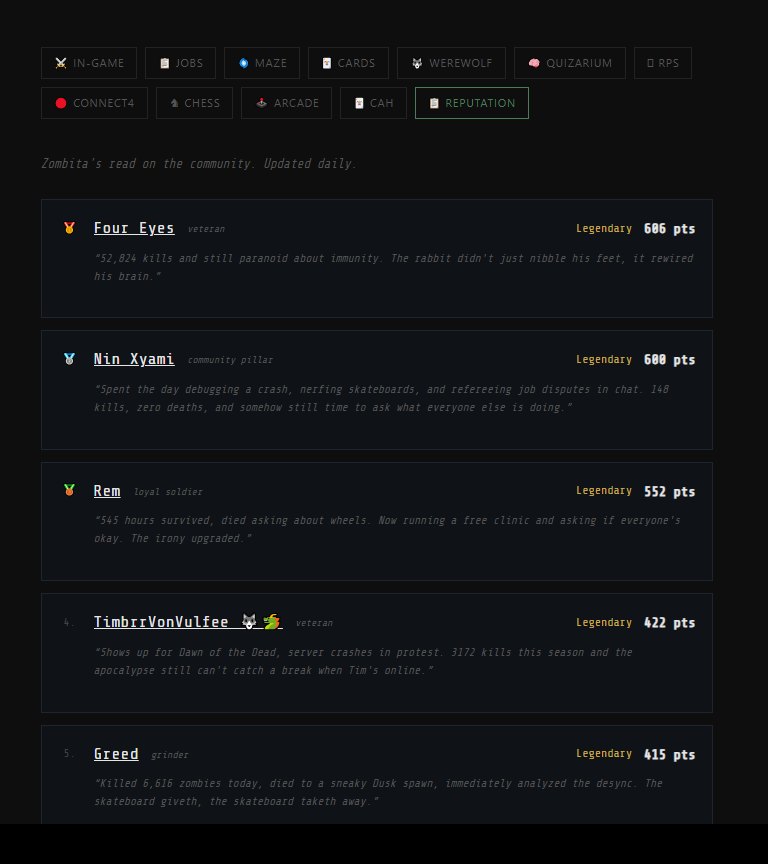 ⚔️ IN-GAME 📋 JOBS 🌀 MAZE 🃏 CARDS 🐺 WEREWOLF 🧠 QUIZARIUM RPS
🔴 CONNECT4 ♞ CHESS 🕹️ ARCADE 🃏 CAH 📋 REPUTATION
Zombita's read on the community. Updated daily.
🥇 Four Eyes veteran Legendary 606 pts
"52,824 kills and still paranoid about immunity. The rabbit didn't just nibble his feet, it rewired
his brain."
🥈 Nin Xyami community pillar Legendary 600 pts
"Spent the day debugging a crash, nerfing skateboards, and refereeing job disputes in chat. 148
kills, zero deaths, and somehow still time to ask what everyone else is doing."
🥉 Rem loyal soldier Legendary 552 pts
"545 hours survived, died asking about wheels. Now running a free clinic and asking if everyone's
okay. The irony upgraded."
4. TimbrrVonVulfee 🐺🐲 veteran Legendary 422 pts
"Shows up for Dawn of the Dead, server crashes in protest. 3172 kills this season and the
apocalypse still can't catch a break when Tim's online."
5. Greed grinder Legendary 415 pts
"Killed 6,616 zombies today, died to a sneaky Dusk spawn, immediately analyzed the desync. The
skateboard giveth, the skateboard taketh away."